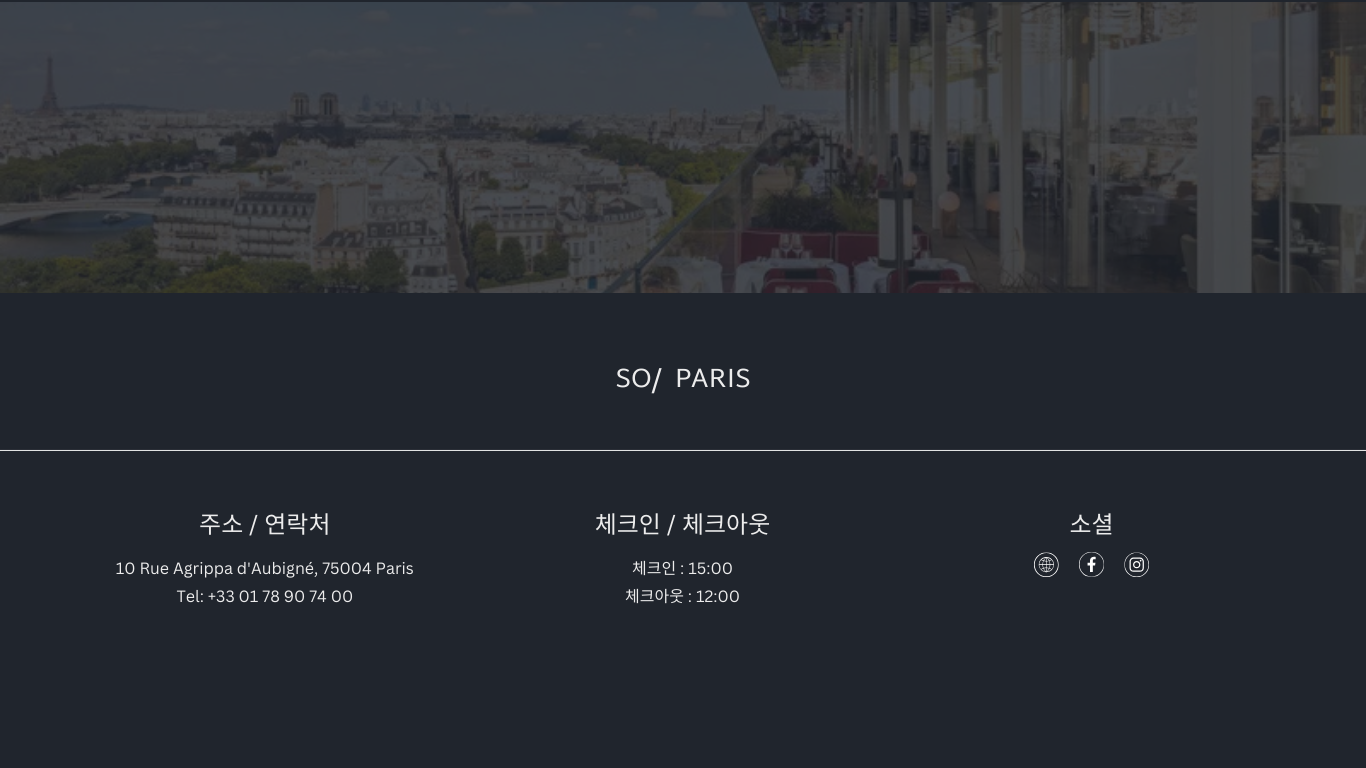 SO/ PARIS
주소 / 연락처
10 Rue Agrippa d'Aubigné, 75004 Paris
Tel: +33 01 78 90 74 00
체크인 / 체크아웃
체크인 : 15:00
체크아웃 : 12:00
소셜